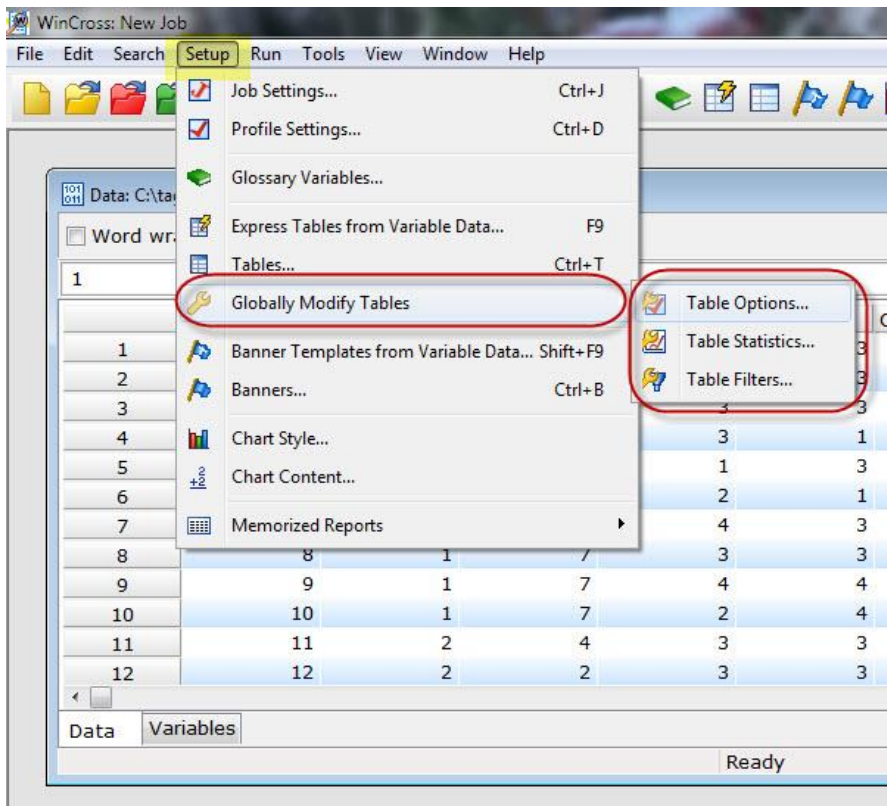 WinCross: New Job
File Edit Search Setup Run Tools View Window Help
Job Settings... Ctrl+J
Profile Settings... Ctrl+D
Glossary Variables...
Data: C:\ta
Express Tables from Variable Data... F9
Word wr
Tables... Ctrl+T
1
Globally Modify Tables
Table Options...
Table Statistics...
Table Filters...
Banner Templates from Variable Data... Shift+F9
Banners... Ctrl+B
Chart Style...
Chart Content...
Memorized Reports
1 3
2 3
3 3 3
4 3 1
5 1 3
6 2 1
7 4 3
8 8 1 7 3 3
9 9 1 7 4 4
10 10 1 7 2 4
11 11 2 4 3 3
12 12 2 2 3 3
Data Variables
Ready